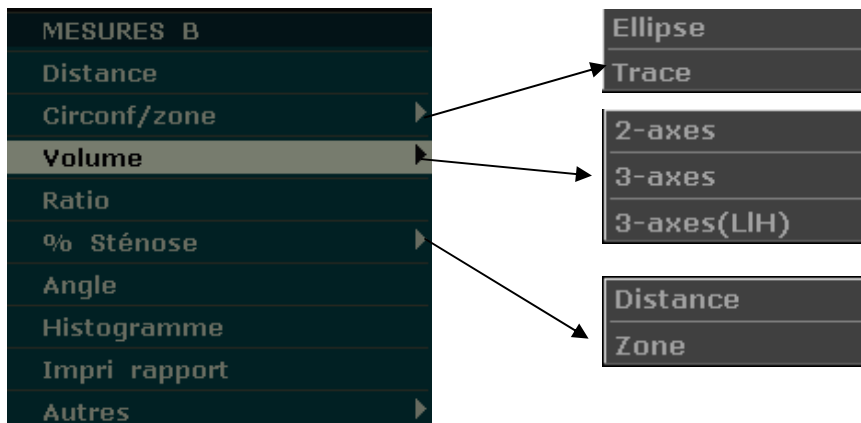 MESURES B
Distance
Circonf/zone
Volume
Ratio
% Sténose
Angle
Histogramme
Impri rapport
Autres
Ellipse
Trace
2-axes
3-axes
3-axes(LlH)
Distance
Zone